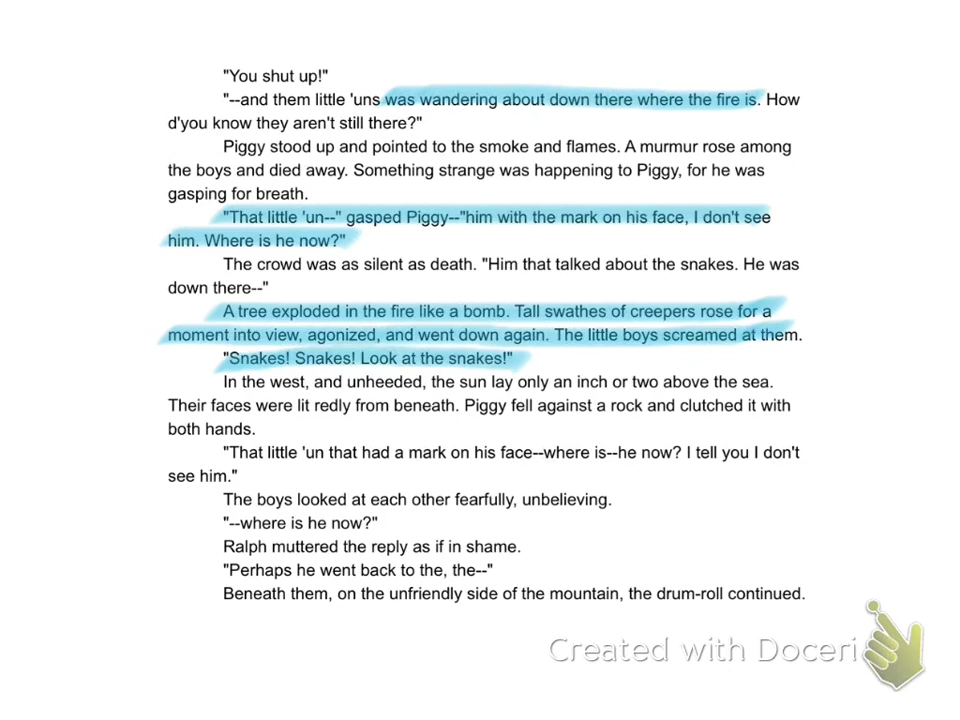 "You shut up!"
"--and them little 'uns was wandering about down there where the fire is. How
d'you know they aren't still there?"
Piggy stood up and pointed to the smoke and flames. A murmur rose among
the boys and died away. Something strange was happening to Piggy, for he was
gasping for breath.
"That little 'un--" gasped Piggy--"him with the mark on his face, I don't see
him. Where is he now?"
The crowd was as silent as death. "Him that talked about the snakes. He was
down there--"
A tree exploded in the fire like a bomb. Tall swathes of creepers rose for a
moment into view, agonized, and went down again. The little boys screamed at them.
"Snakes! Snakes! Look at the snakes!"
In the west, and unheeded, the sun lay only an inch or two above the sea.
Their faces were lit redly from beneath. Piggy fell against a rock and clutched it with
both hands.
"That little 'un that had a mark on his face--where is--he now? I tell you I don't
see him."
The boys looked at each other fearfully, unbelieving.
"--where is he now?"
Ralph muttered the reply as if in shame.
"Perhaps he went back to the, the--"
Beneath them, on the unfriendly side of the mountain, the drum-roll continued.
Created with Doceri